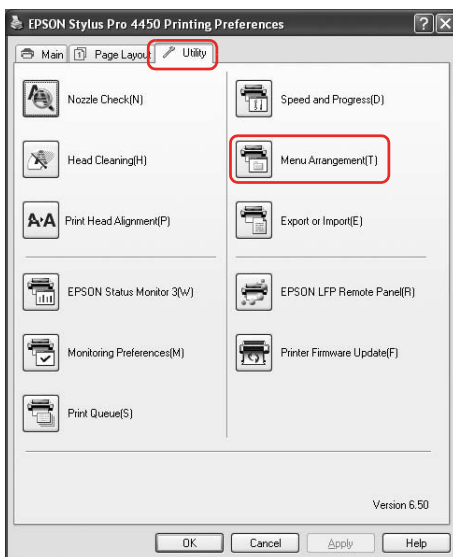 EPSON Stylus Pro 4450 Printing Preferences
Main Page Layout Utility
Nozzle Check(N)
Speed and Progress(D)
Head Cleaning(H)
Menu Arrangement(T)
Print Head Alignment(P)
Export or Import(E)
EPSON Status Monitor 3(W)
EPSON LFP Remote Panel(R)
Monitoring Preferences(M)
Printer Firmware Update(F)
Print Queue(S)
Version 6.50
OK Cancel Apply Help